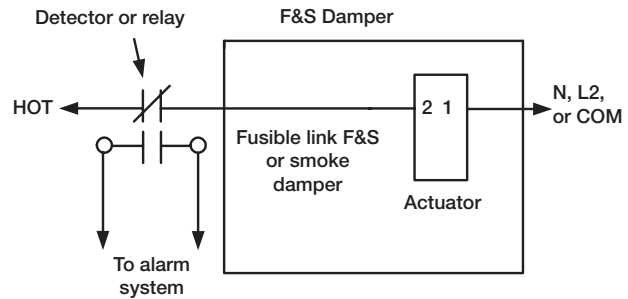 Detector or relay
F&S Damper
HOT
2 1
N, L2,
or COM
Fusible link F&S
or smoke
damper
Actuator
To alarm
system